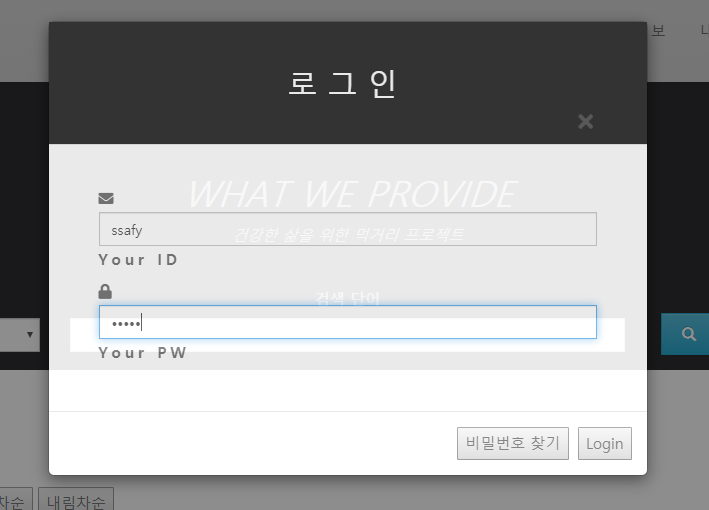 보
로 그 인
WHAT WE PROVIDE
ssafy
건강한 삶을 위한 먹거리 프로젝트
Your ID
검색 단어
•••••
Your PW
비밀번호 찾기
Login
차순
내림차순